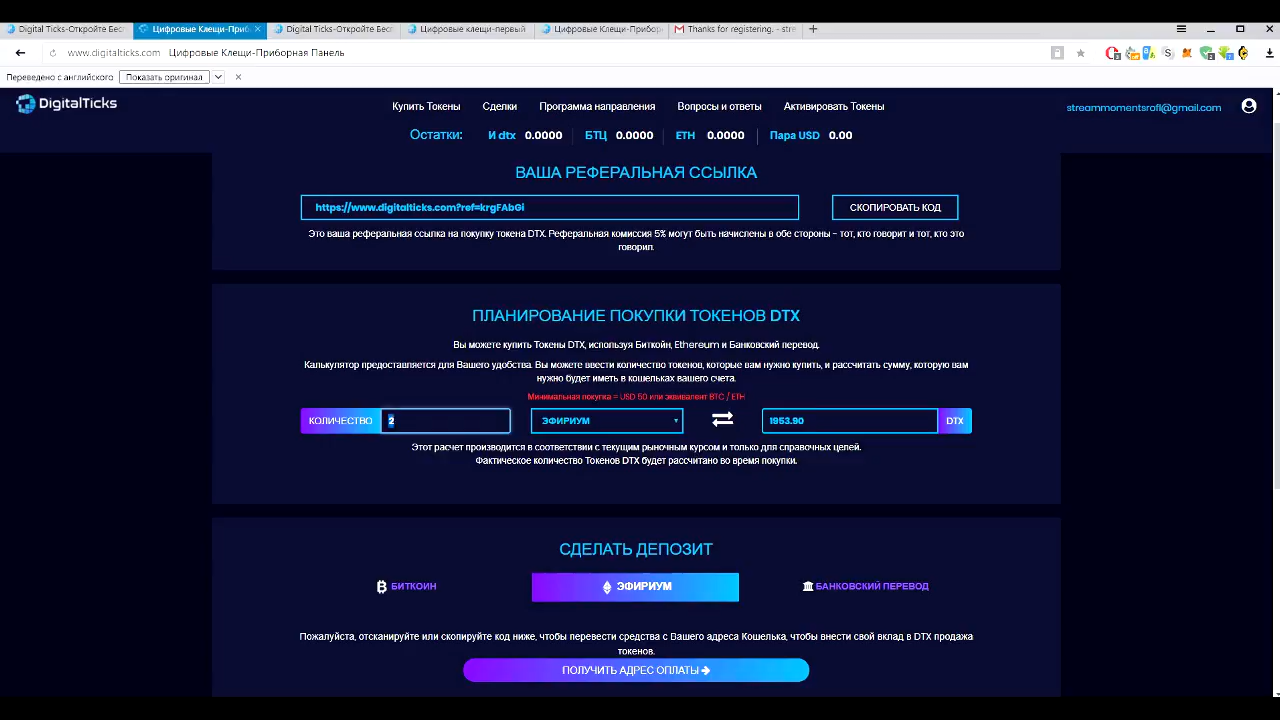 Digital Ticks-Откройте Бесп
Цифровые Клещи-Приб
Digital Ticks-Откройте Бесп
Цифровые клещи-первый
Цифровые Клещи-Прибор
Thanks for registering. - stre
www.digitalticks.com Цифровые Клещи-Приборная Панель
Переведено с английского Показать оригинал
DigitalTicks
Купить Токены Сделки Программа направления Вопросы и ответы Активировать Токены
streammomentsrofl@gmail.com
Остатки: И dtx 0.0000 БТЦ 0.0000 ETH 0.0000 Пара USD 0.00
ВАША РЕФЕРАЛЬНАЯ ССЫЛКА
https://www.digitalticks.com?ref=krgFAbGi
СКОПИРОВАТЬ КОД
Это ваша реферальная ссылка на покупку токена DTX. Реферальная комиссия 5% могут быть начислены в обе стороны - тот, кто говорит и тот, кто это
говорил.
ПЛАНИРОВАНИЕ ПОКУПКИ ТОКЕНОВ DTX
Вы можете купить Токены DTX, используя Биткойн, Ethereum и Банковский перевод.
Калькулятор предоставляется для Вашего удобства. Вы можете ввести количество токенов, которые вам нужно купить, и рассчитать сумму, которую вам
нужно будет иметь в кошельках вашего счета.
Минимальная покупка = USD 50 или эквивалент BTC / ETH
КОЛИЧЕСТВО 2 ЭФИРИУМ 1953.90 DTX
Этот расчет производится в соответствии с текущим рыночным курсом и только для справочных целей.
Фактическое количество Токенов DTX будет рассчитано во время покупки.
СДЕЛАТЬ ДЕПОЗИТ
БИТКОИН ЭФИРИУМ БАНКОВСКИЙ ПЕРЕВОД
Пожалуйста, отсканируйте или скопируйте код ниже, чтобы перевести средства с Вашего адреса Кошелька, чтобы внести свой вклад в DTX продажа
токенов.
ПОЛУЧИТЬ АДРЕС ОПЛАТЫ